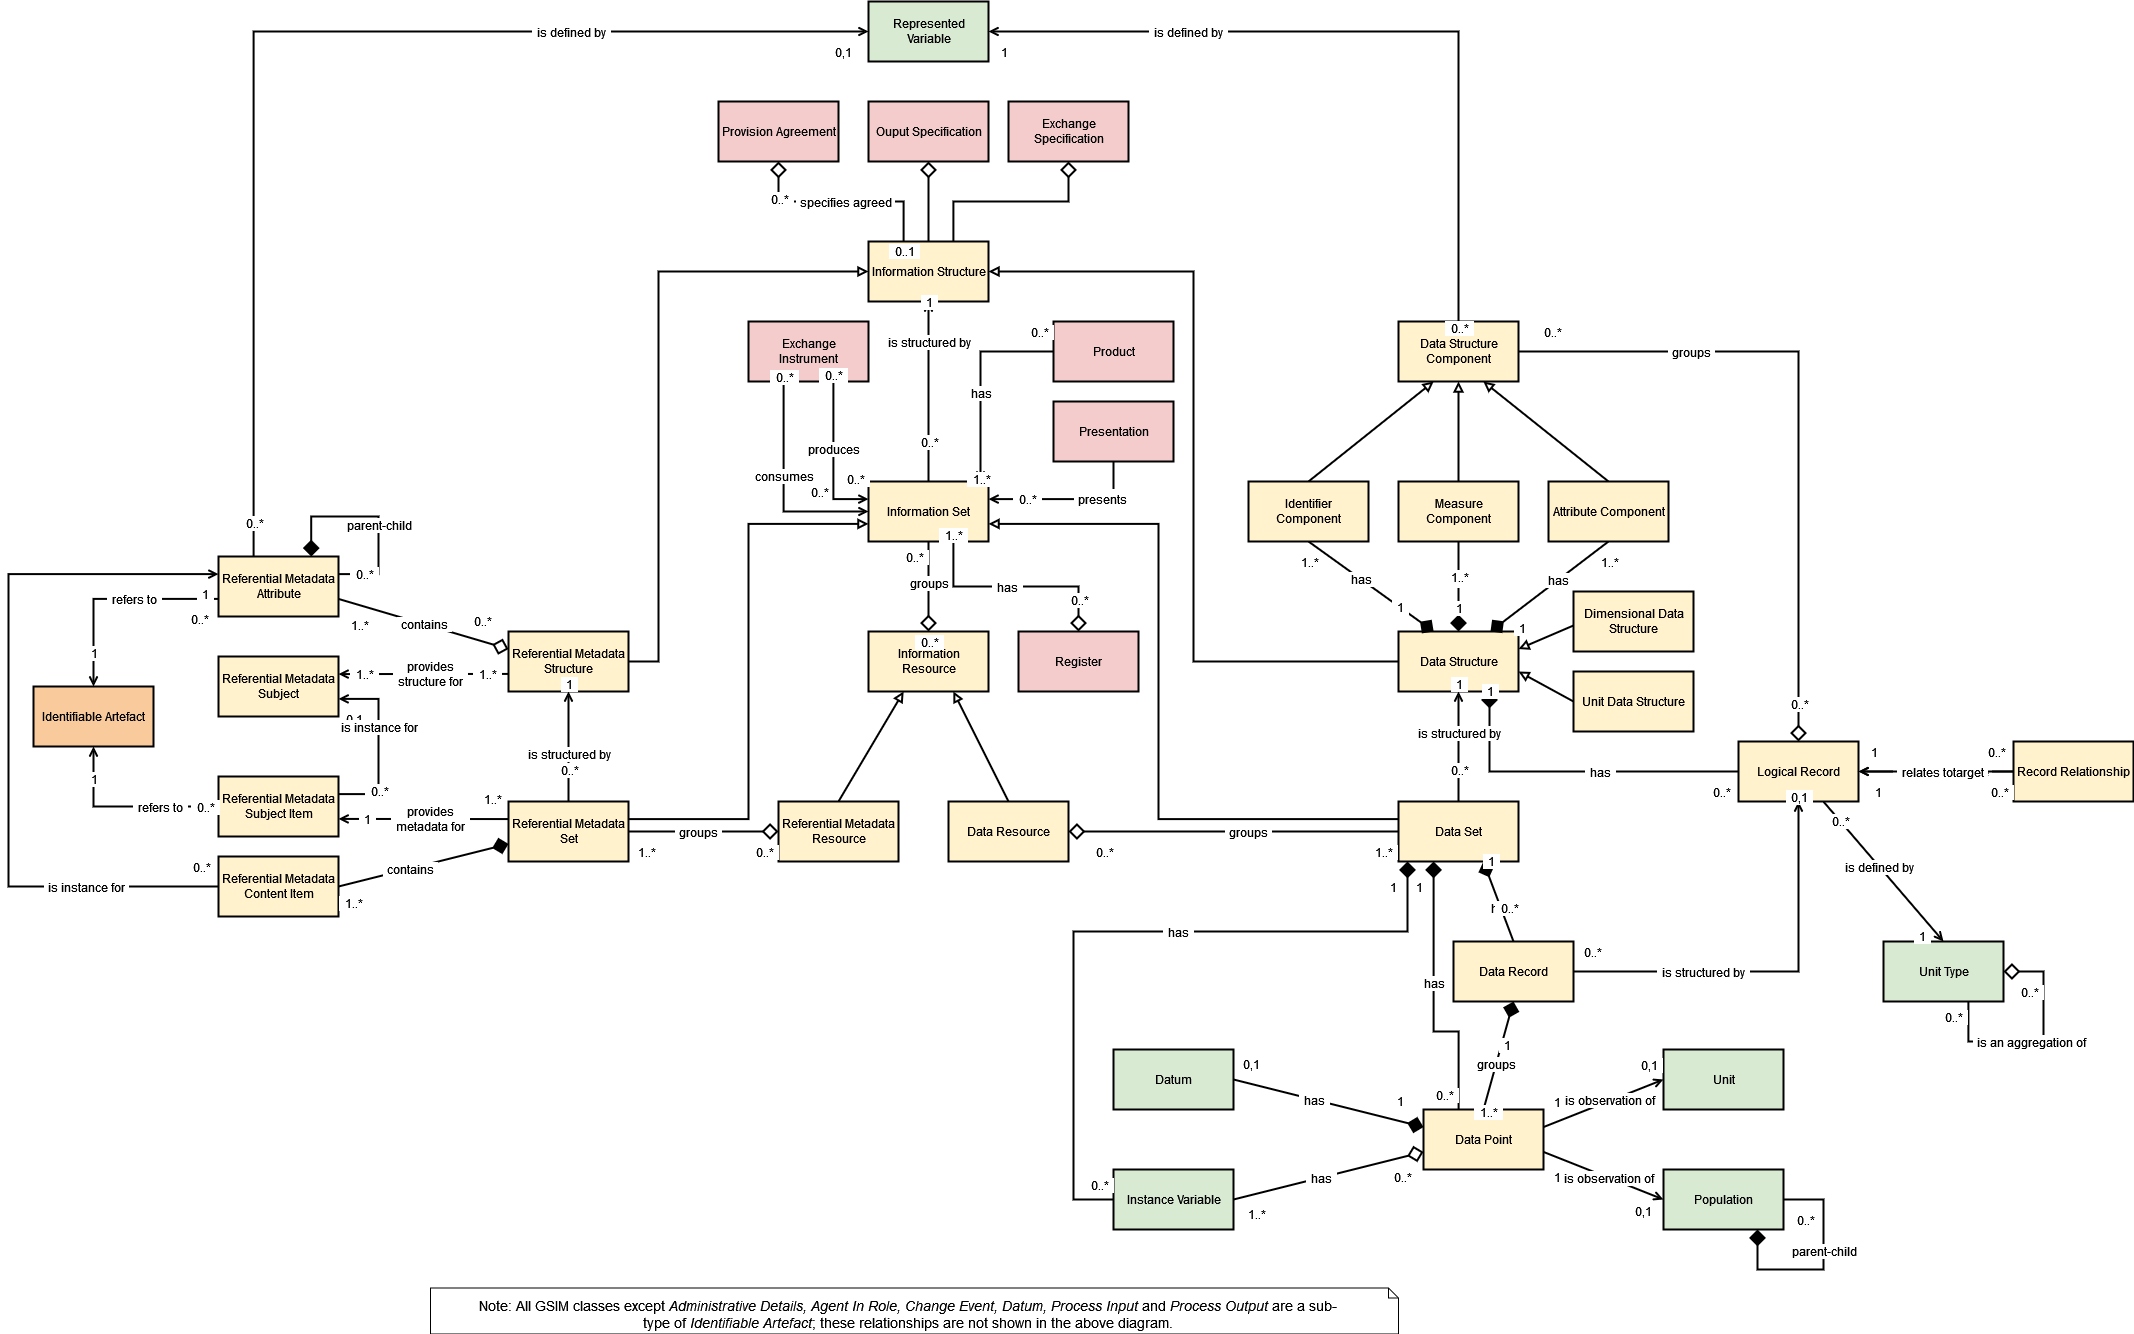 Represented
Variable
is defined by
is defined by
0,1
1
Provision Agreement
Ouput Specification
Exchange
Specification
0..*
specifies agreed
0..1
Information Structure
1
Exchange
Instrument
is structured by
0..*
Product
0..*
Data Structure
Component
0..*
groups
0..*
0..*
has
Presentation
0..*
produces
consumes
0..*
0..*
1..*
0..*
presents
Information Set
Identifier
Component
Measure
Component
Attribute Component
0..*
parent-child
1..*
0..*
groups
has
0..*
1..*
has
1..*
has
1..*
Referential Metadata
Attribute
0..*
refers to
1
0..*
1..*
contains
0..*
1
1
1
Dimensional Data
Structure
Referential Metadata
Structure
0..*
Information
Resource
Register
Data Structure
1
provides
structure for
1..*
1..*
Referential Metadata
Subject
1
1
1
Unit Data Structure
Identifiable Artefact
is instance for
is structured by
is structured by
0..*
1
0..*
0..*
0..*
has
Logical Record
1
0..*
relates totarget
Record Relationship
0..*
1
0..*
0,1
Referential Metadata
Subject Item
refers to
0..*
1
provides
metadata for
1..*
Referential Metadata
Set
groups
1..*
0..*
Referential Metadata
Resource
Data Resource
0..*
groups
1..*
Data Set
0..*
is defined by
is instance for
0..*
Referential Metadata
Content Item
contains
1..*
1
1
1
0..*
has
1
Data Record
0..*
is structured by
Unit Type
0..*
0..*
is an aggregation of
has
1
groups
Datum
0,1
has
1
0..*
1..*
Data Point
1
is observation of
0,1
Unit
1
is observation of
0,1
Population
0..*
parent-child
0..*
Instance Variable
1..*
has
0..*
Note: All GSIM classes except Administrative Details, Agent In Role, Change Event, Datum, Process Input and Process Output are a sub-
type of Identifiable Artefact; these relationships are not shown in the above diagram.